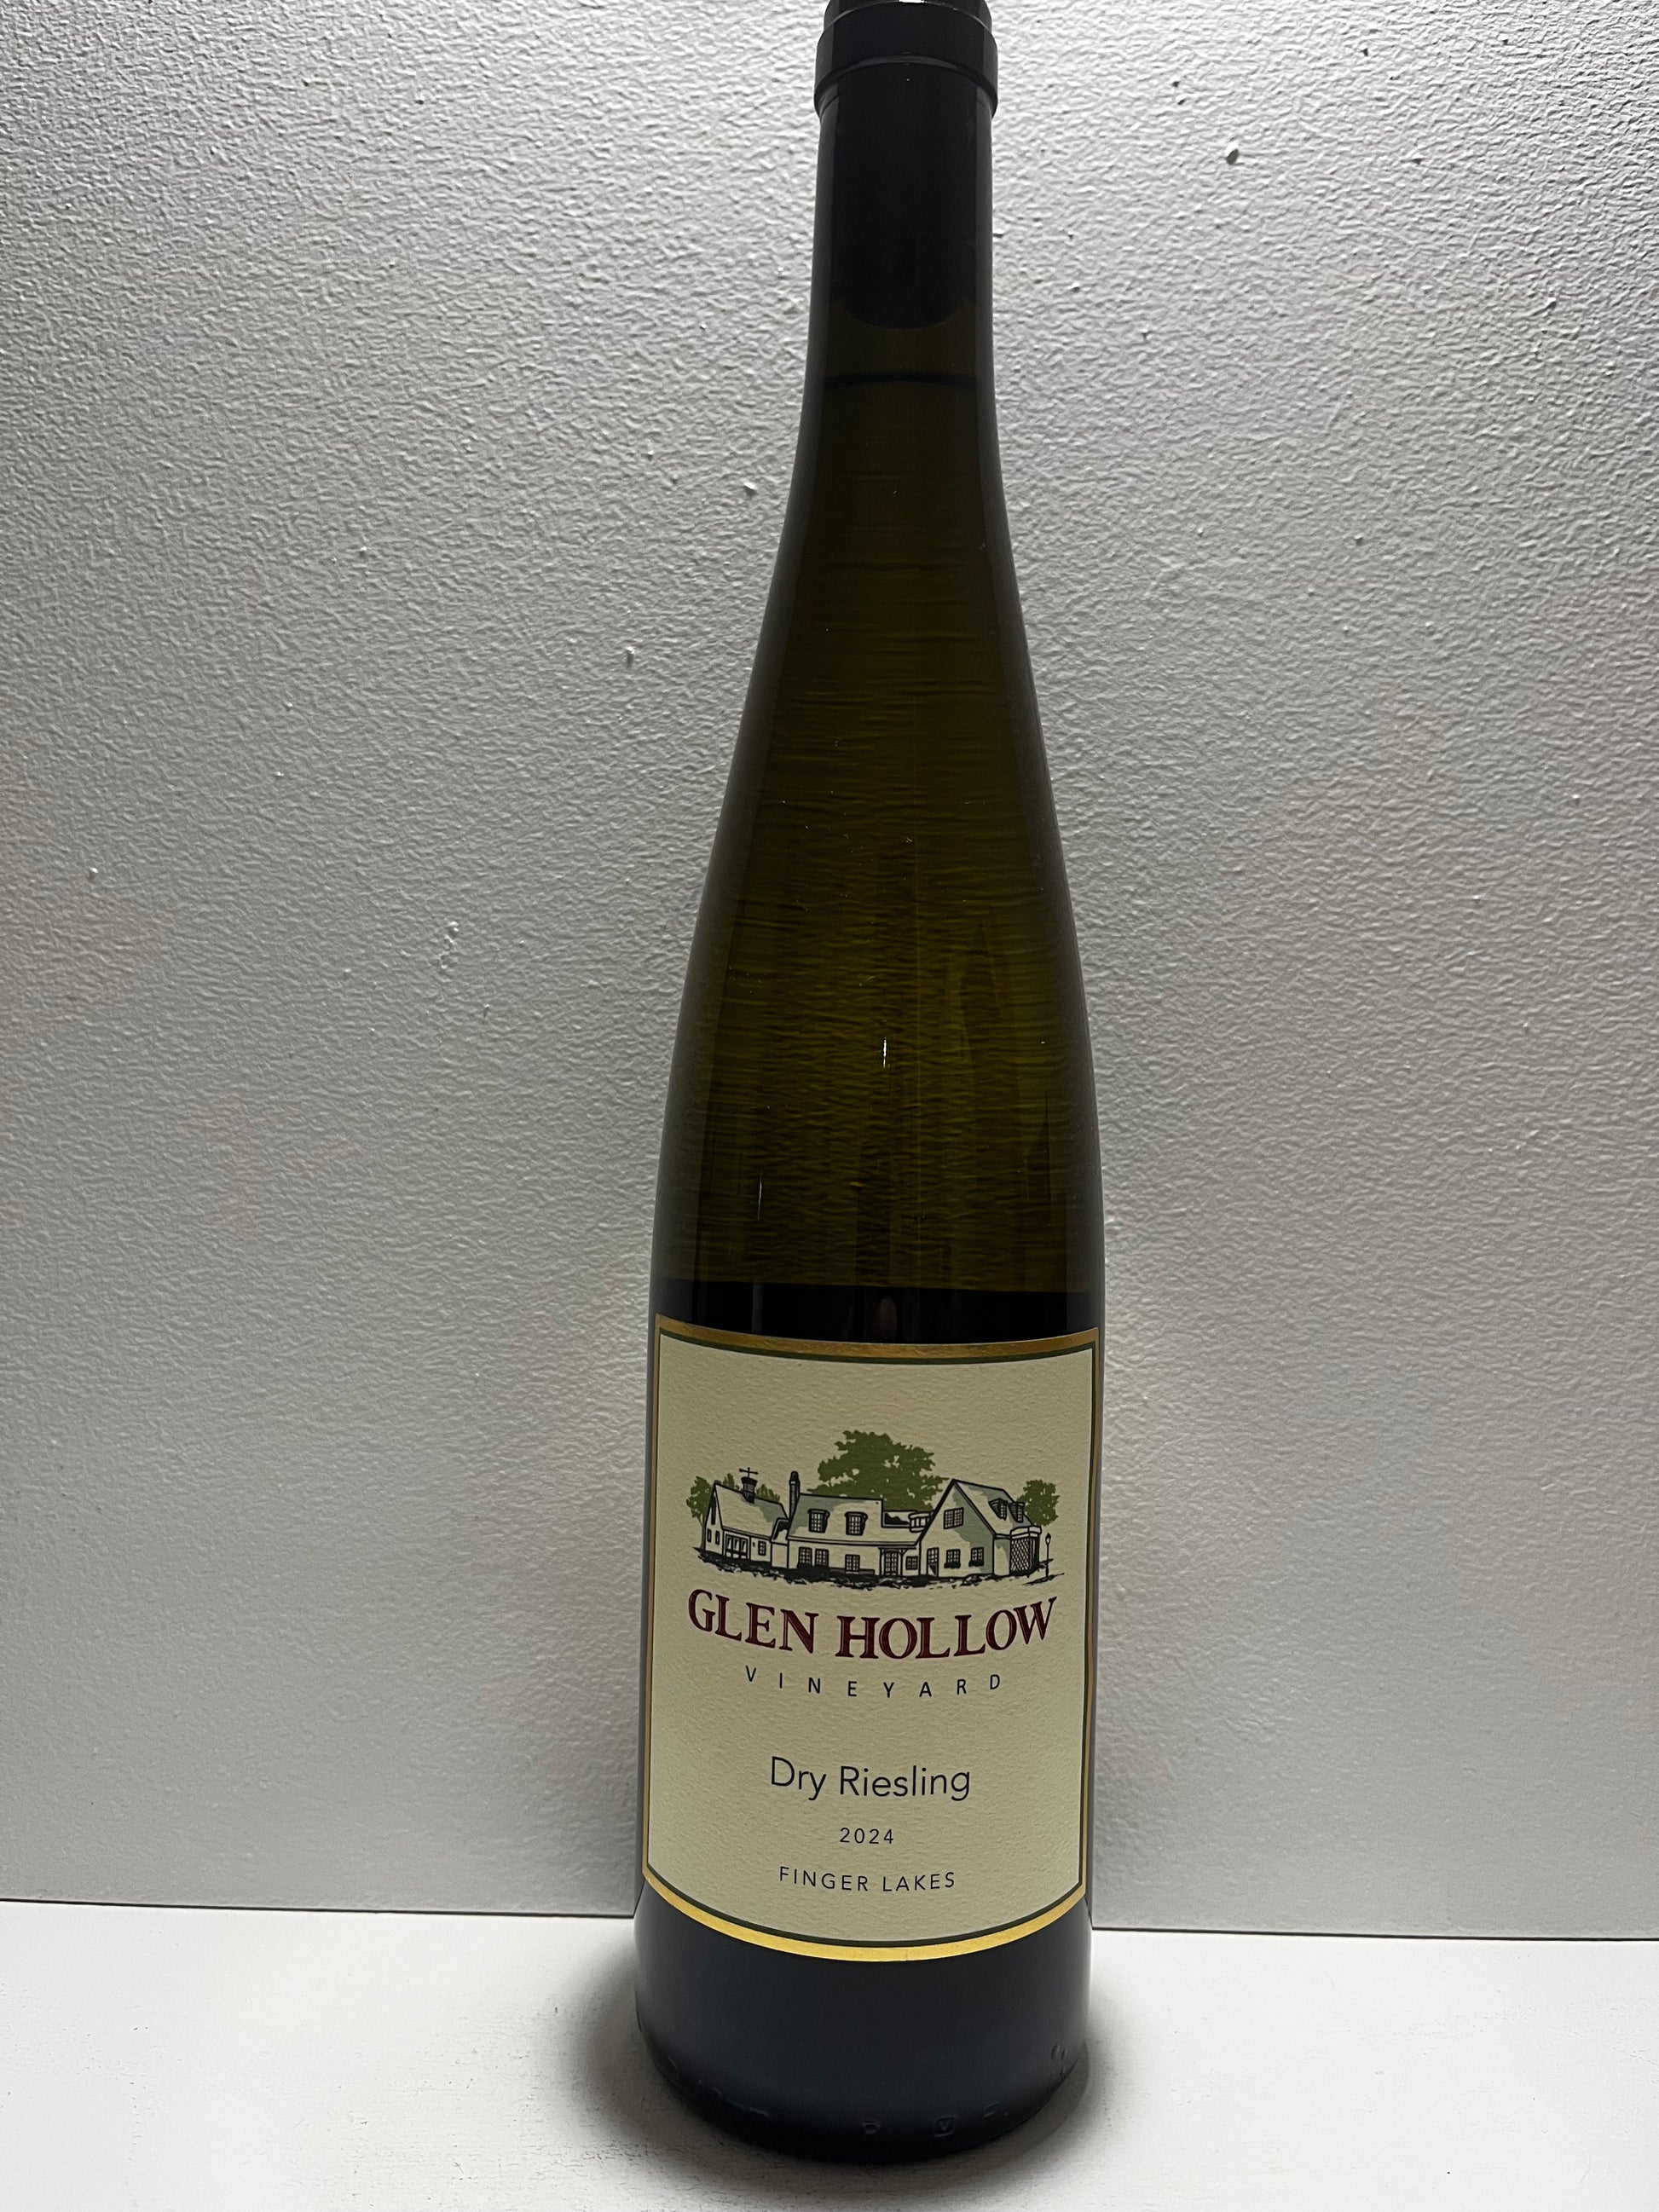 GLEN HOLLOW
VINEYARD
Dry Riesling
2024
FINGER LAKES